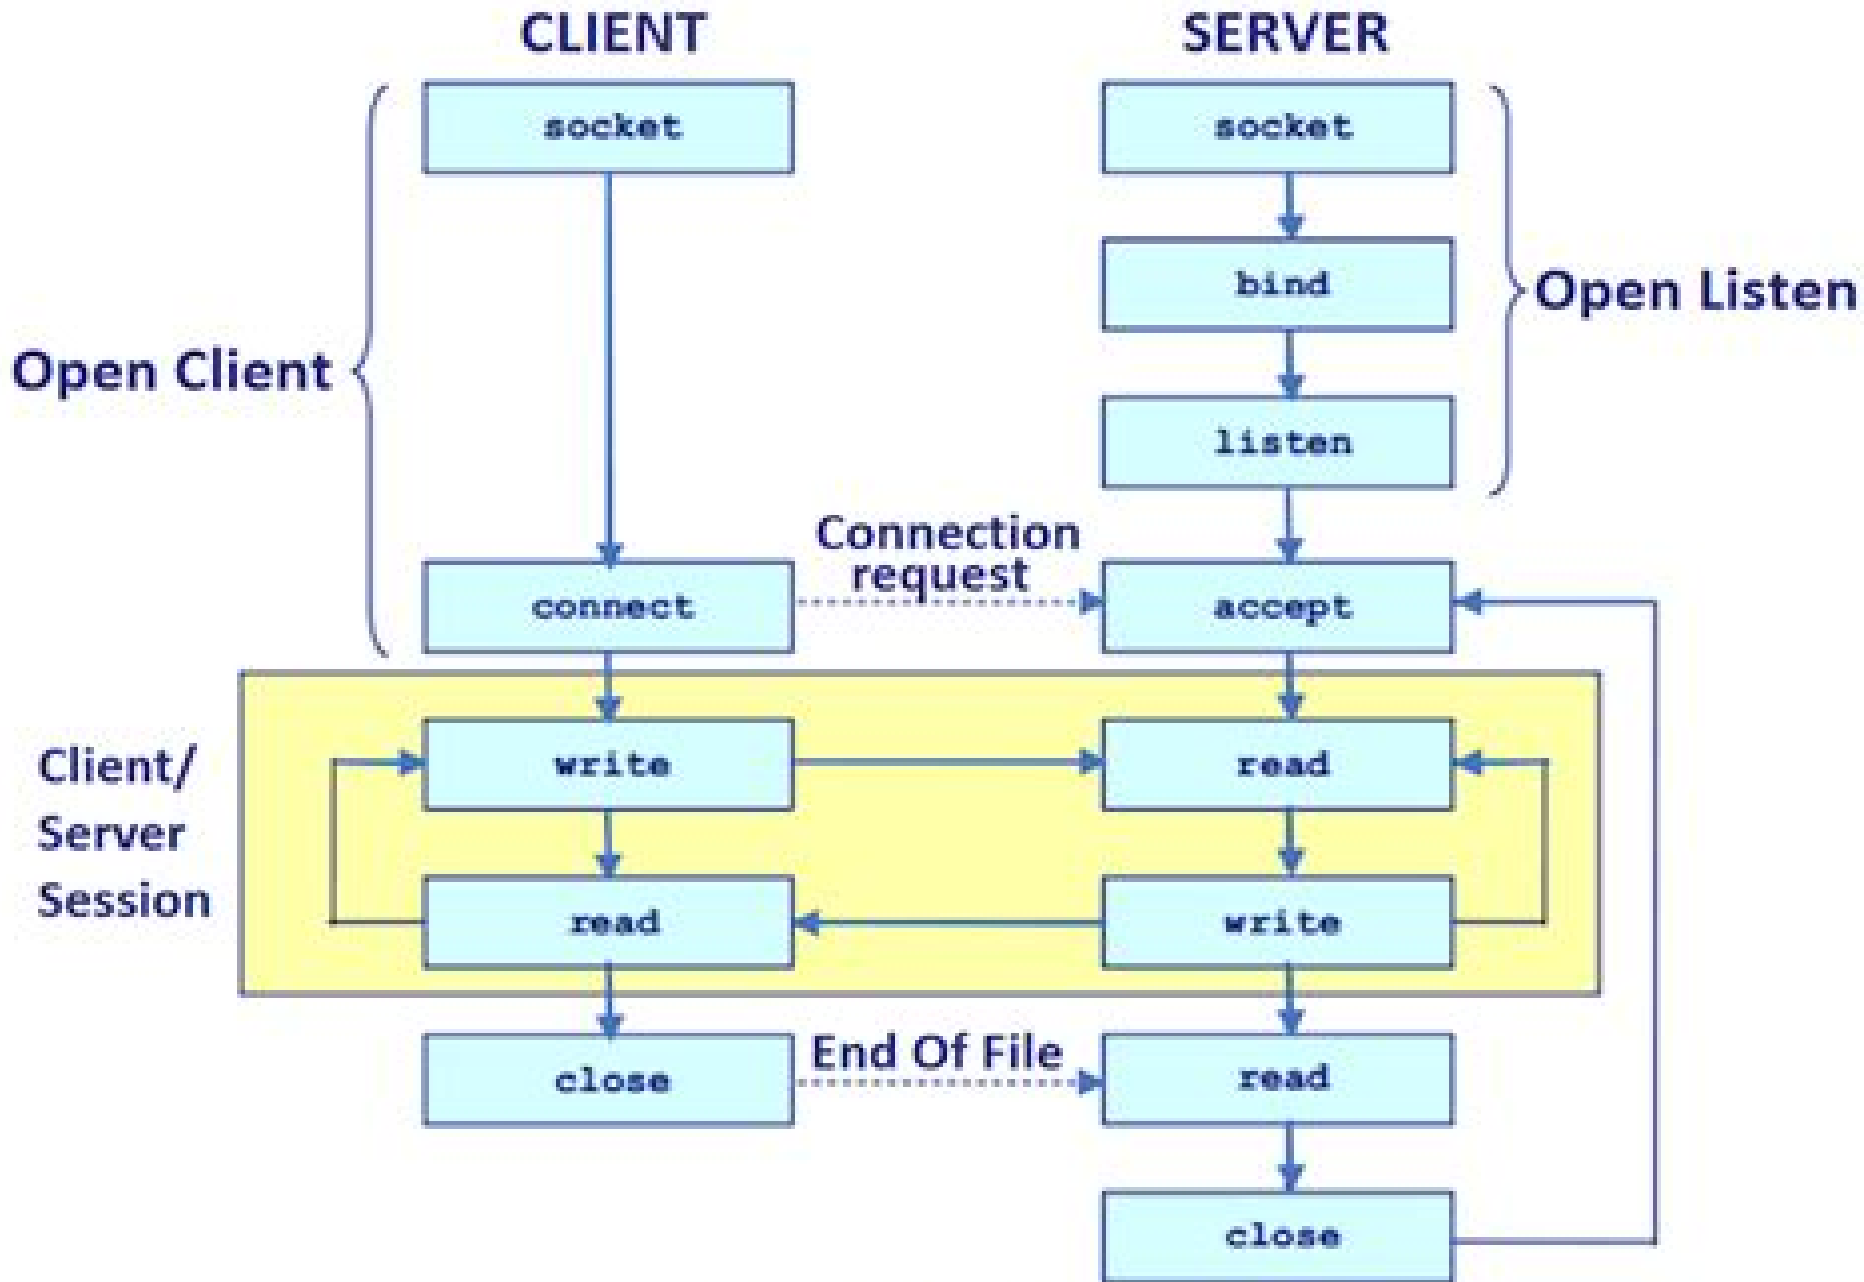 CLIENT
SERVER
socket
socket
bind
Open Listen
Open Client
listen
Connection
request
connect
accept
Client/
Server
Session
write
read
read
write
close
End Of File
read
close